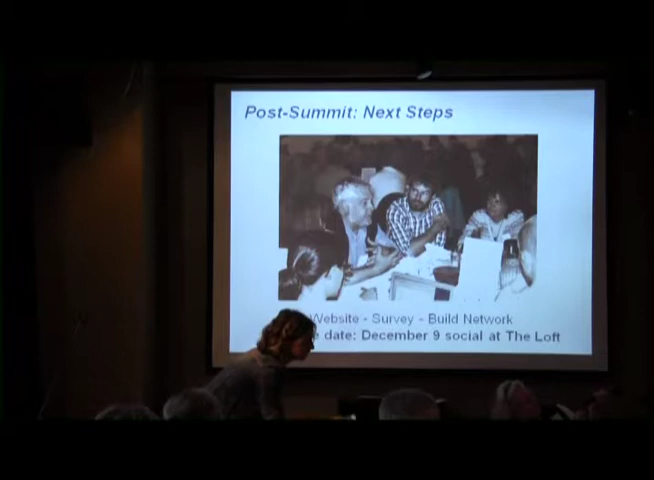 Post-Summit: Next Steps
Website - Survey - Build Network
date: December 9 social at The Loft